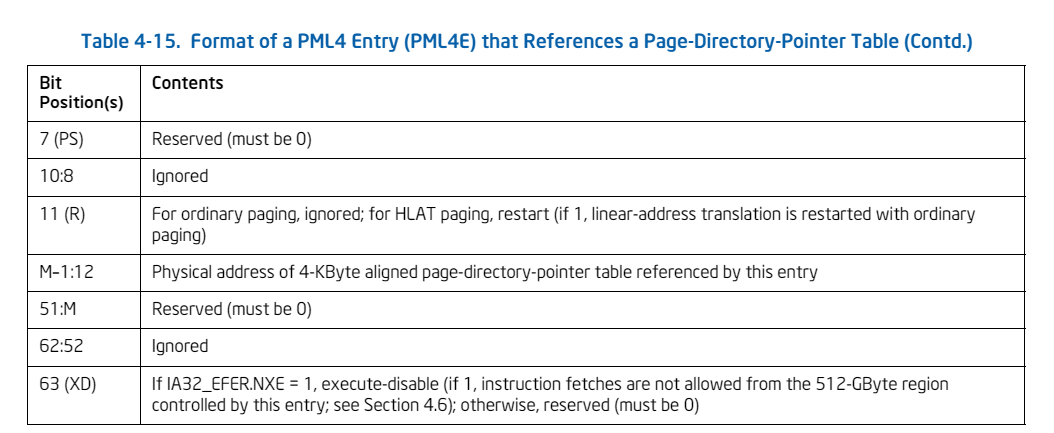 Table 4-15. Format of a PML4 Entry (PML4E) that References a Page-Directory-Pointer Table (Contd.)
Bit Position(s) Contents
7 (PS) Reserved (must be 0)
10:8 Ignored
11 (R) For ordinary paging, ignored; for HLAT paging, restart (if 1, linear-address translation is restarted with ordinary
paging)
M–1:12 Physical address of 4-KByte aligned page-directory-pointer table referenced by this entry
51:M Reserved (must be 0)
62:52 Ignored
63 (XD) If IA32_EFER.NXE = 1, execute-disable (if 1, instruction fetches are not allowed from the 512-GByte region
controlled by this entry; see Section 4.6); otherwise, reserved (must be 0)